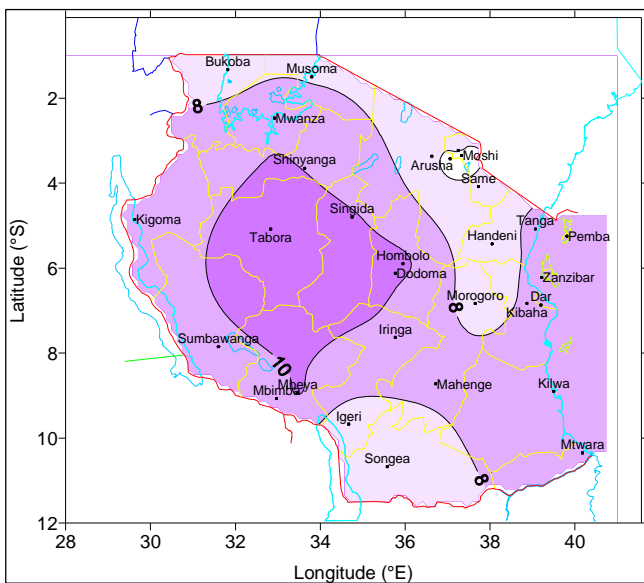 Bukoba
Musoma
2
8
Mwanza
Shinyanga
Moshi
Arusha
4
Same
Singida
Kigoma
Tanga
Tabora
Handeni
Pemba
Hombolo
6
Dodoma
Zanzibar
Morogoro
8
Dar
Kibaha
Iringa
Sumbawanga
8
10
Mbeya
Mbimba
Mahenge
Kilwa
Igeri
10
Mtwara
Songea
8
12
28
30
32
34
36
38
40
Latitude (°S)
Longitude (°E)